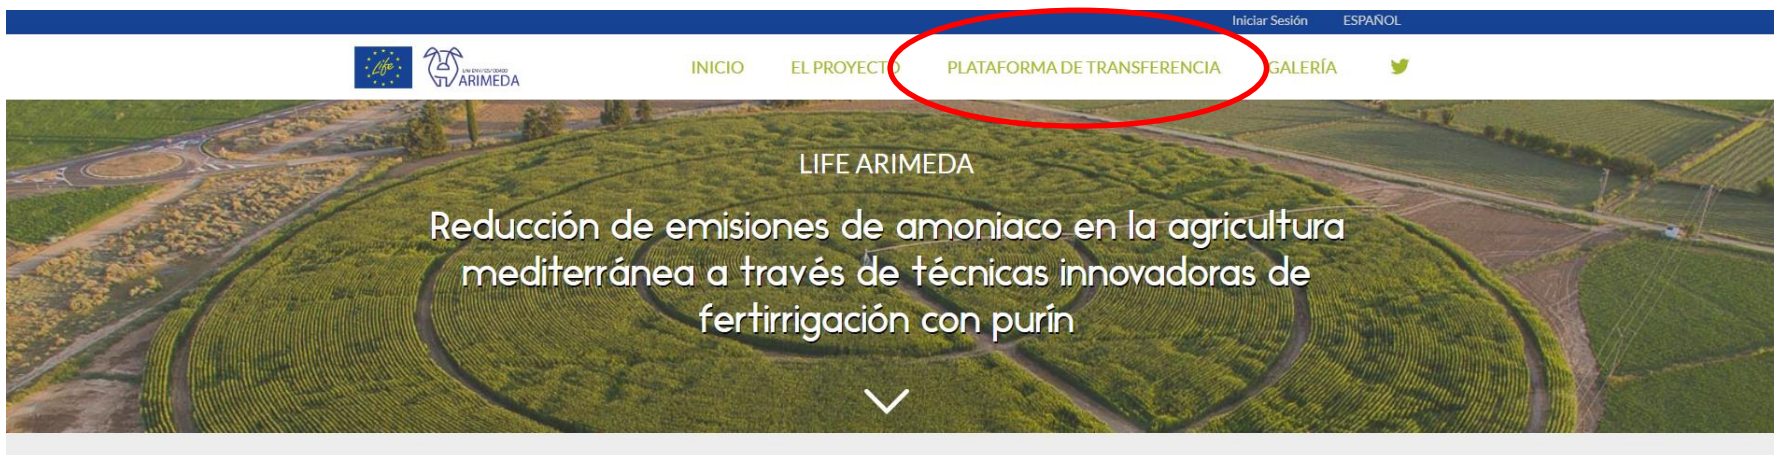 Iniciar Sesión ESPAÑOL
Life
ARIMEDA
INICIO EL PROYECTO PLATAFORMA DE TRANSFERENCIA GALERÍA
LIFE ARIMEDA
Reducción de emisiones de amoniaco en la agricultura
mediterránea a través de técnicas innovadoras de
fertirrigación con purín